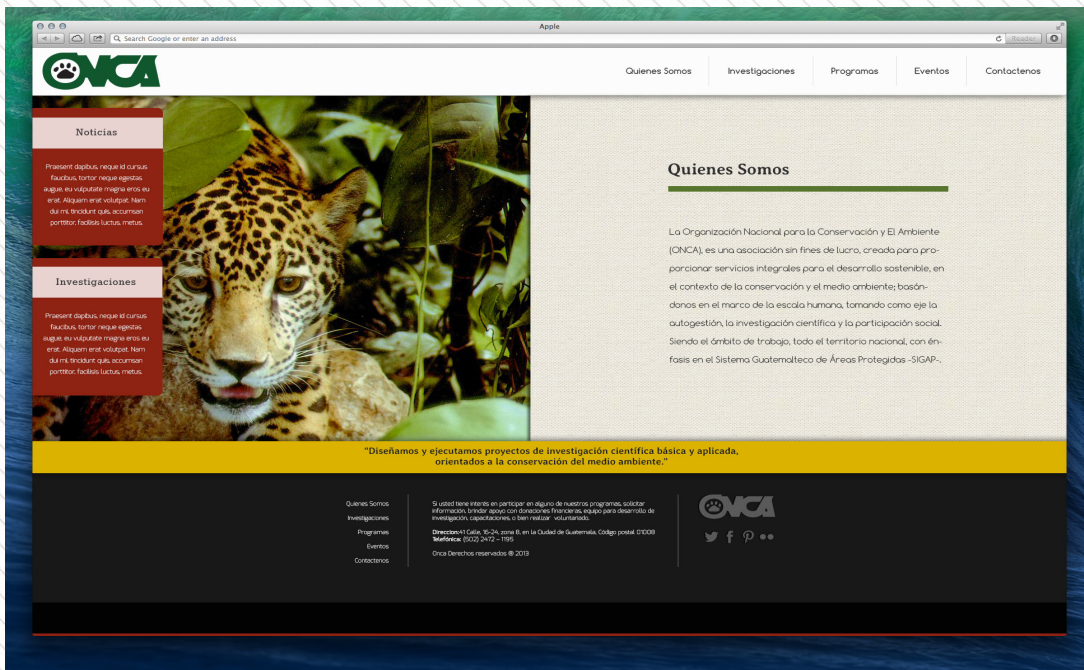 Apple
Search Google or enter an address
Reader
ONCA
Quienes Somos
Investigaciones
Programas
Eventos
Contactenos
Noticias
Praesent dapibus, neque id cursus
faucibus, tortor neque egestas
augue, eu vulputate magna eros eu
erat. Aliquam erat volutpat. Nam
dui mi, tincidunt quis, accumsan
porttitor, facilisis luctus, metus.
Investigaciones
Praesent dapibus, neque id cursus
faucibus, tortor neque egestas
augue, eu vulputate magna eros eu
erat. Aliquam erat volutpat. Nam
dui mi, tincidunt quis, accumsan
porttitor, facilisis luctus, metus.
Quienes Somos
La Organización Nacional para la Conservación y El Ambiente
(ONCA), es una asociación sin fines de lucro, creada para pro-
porcionar servicios integrales para el desarrollo sostenible, en
el contexto de la conservación y el medio ambiente; basán-
donos en el marco de la escala humana, tomando como eje la
autogestión, la investigación científica y la participación social.
Siendo el ámbito de trabajo, todo el territorio nacional, con én-
fasis en el Sistema Guatemalteco de Áreas Protegidas -SIGAP-.
"Diseñamos y ejecutamos proyectos de investigación científica básica y aplicada,
orientados a la conservación del medio ambiente."
Quienes Somos
Investigaciones
Programas
Eventos
Contactenos
Si usted tiene interés en participar en alguno de nuestros programas, solicitar
información, brindar apoyo con donaciones financieras, equipo para desarrollo de
investigación, capacitaciones, o bien realizar voluntariado.
Direccion:41 Calle, 16-24, zona 8, en la Ciudad de Guatemala, Código postal 01008
Telefónica: (502) 2472 – 1195
Onca Derechos reservados ® 2013
ONCA